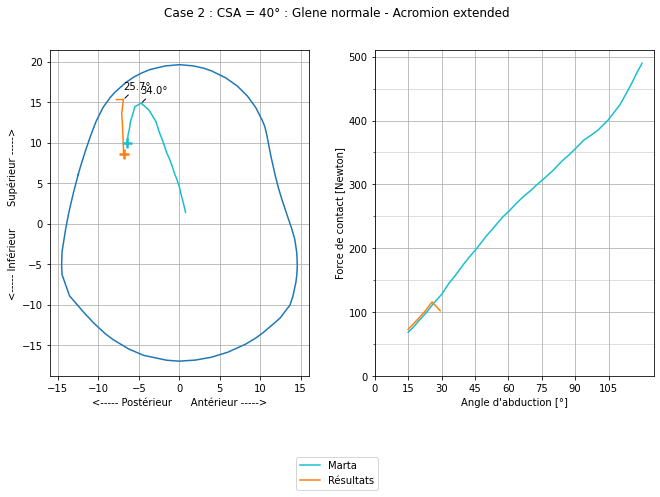 Case 2 : CSA = 40° : Glene normale - Acromion extended
<----- Inférieur      Supérieur ----->
20
15
10
5
0
−5
−10
−15
25.7°
34.0°
−15 −10 −5 0 5 10 15
<----- Postérieur      Antérieur ----->
Force de contact [Newton]
500
400
300
200
100
0
0 15 30 45 60 75 90 105
Angle d'abduction [°]
Marta
Résultats